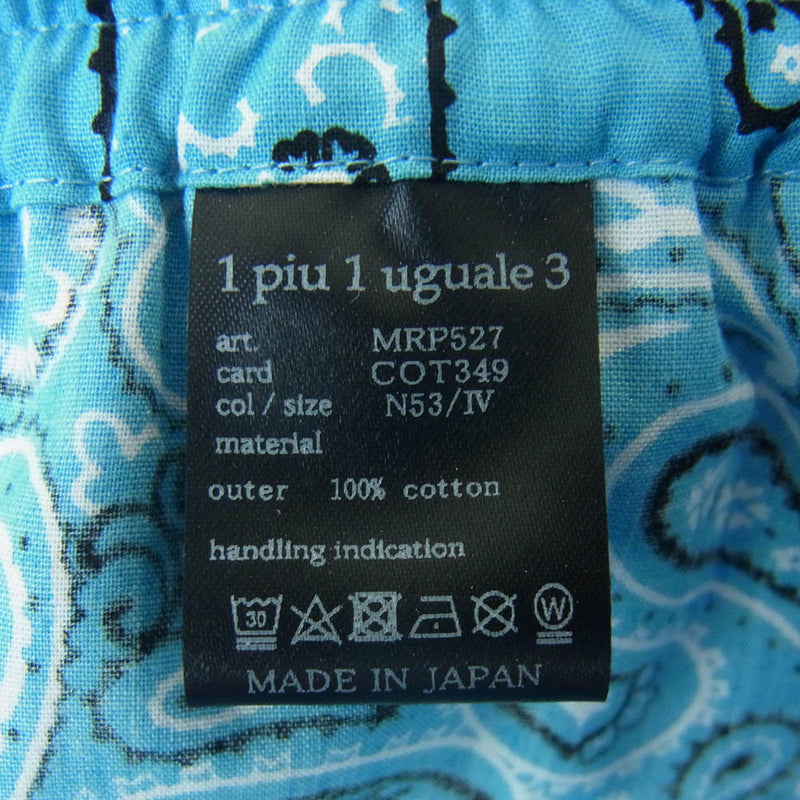 1 piu 1 uguale 3
art. MRP527
card COT349
col / size N53/IV
material
outer 100% cotton
handling indication
30 W
MADE IN JAPAN